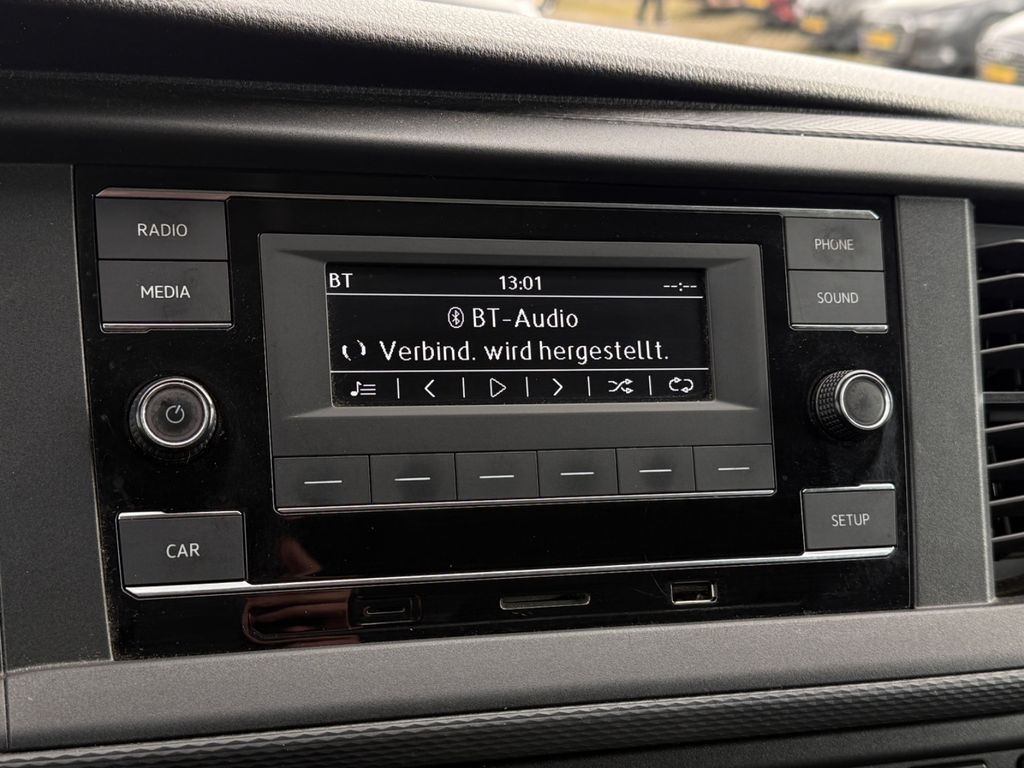 RADIO
MEDIA
CAR
BT 13:01 --:--
BT-Audio
Verbind. wird hergestellt.
PHONE
SOUND
SETUP